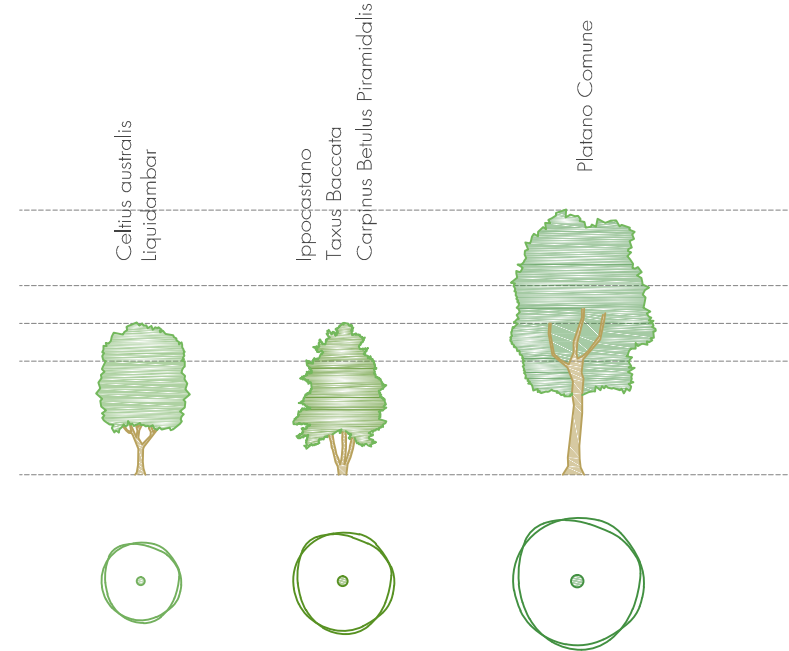 Celtius australis
Liquidambar
Ippocastano
Taxus Baccata
Carpinus Betulus Piramidalis
Platano Comune